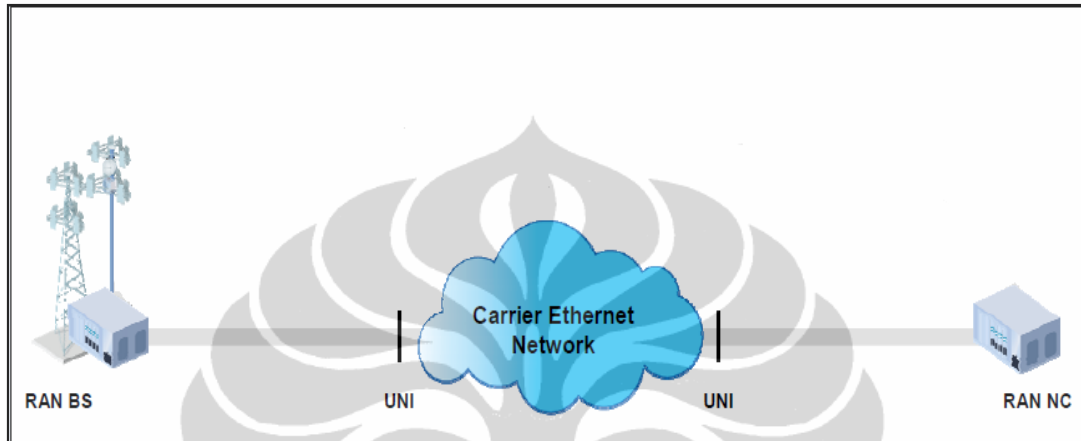 Carrier Ethernet
Network
RAN BS
UNI
UNI
RAN NC